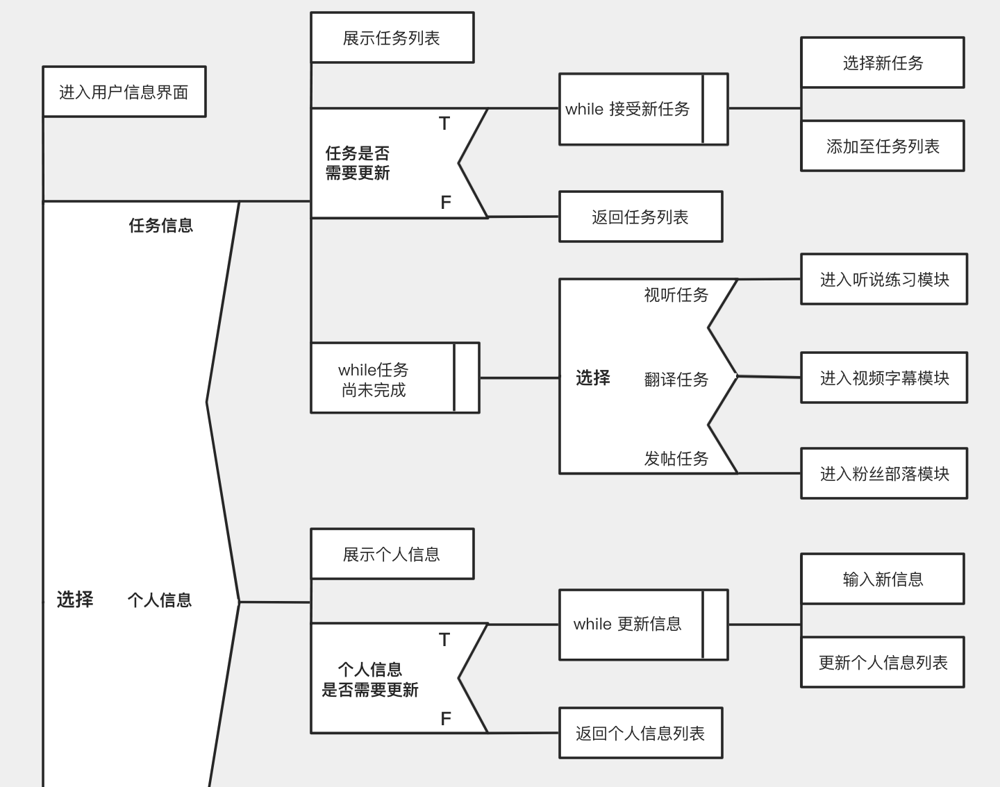 进入用户信息界面
任务信息
选择
个人信息
展示任务列表
任务是否
需要更新
T
F
while 接受新任务
选择新任务
添加至任务列表
返回任务列表
while任务
尚未完成
选择
视听任务
翻译任务
发帖任务
进入听说练习模块
进入视频字幕模块
进入粉丝部落模块
展示个人信息
个人信息
是否需要更新
T
F
while 更新信息
输入新信息
更新个人信息列表
返回个人信息列表